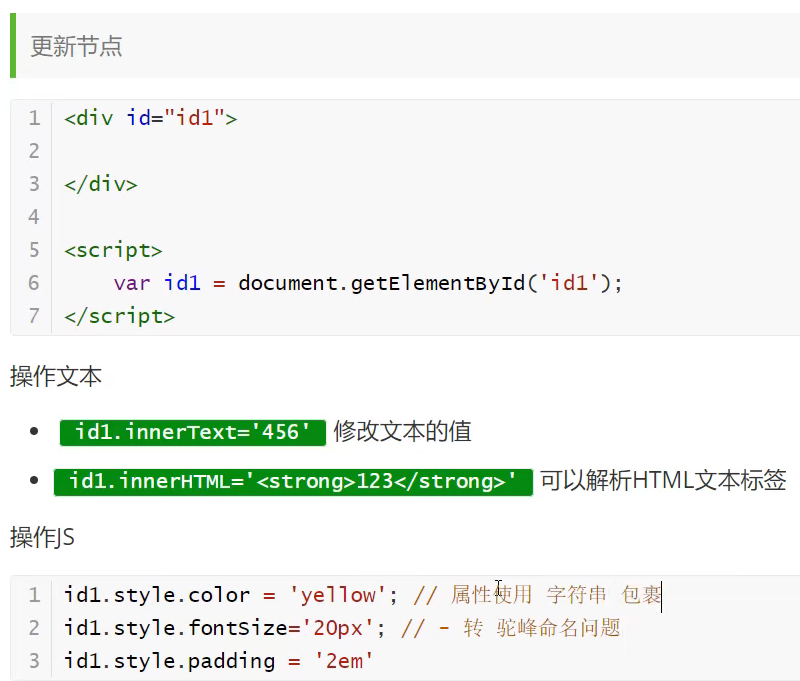 更新节点
1 <div id="id1">
2
3 </div>
4
5 <script>
6     var id1 = document.getElementById('id1');
7 </script>
操作文本
• id1.innerText='456' 修改文本的值
• id1.innerHTML='<strong>123</strong>' 可以解析HTML文本标签
操作JS
1 id1.style.color = 'yellow'; // 属性使用 字符串 包裹
2 id1.style.fontSize='20px'; // - 转 驼峰命名问题
3 id1.style.padding = '2em'